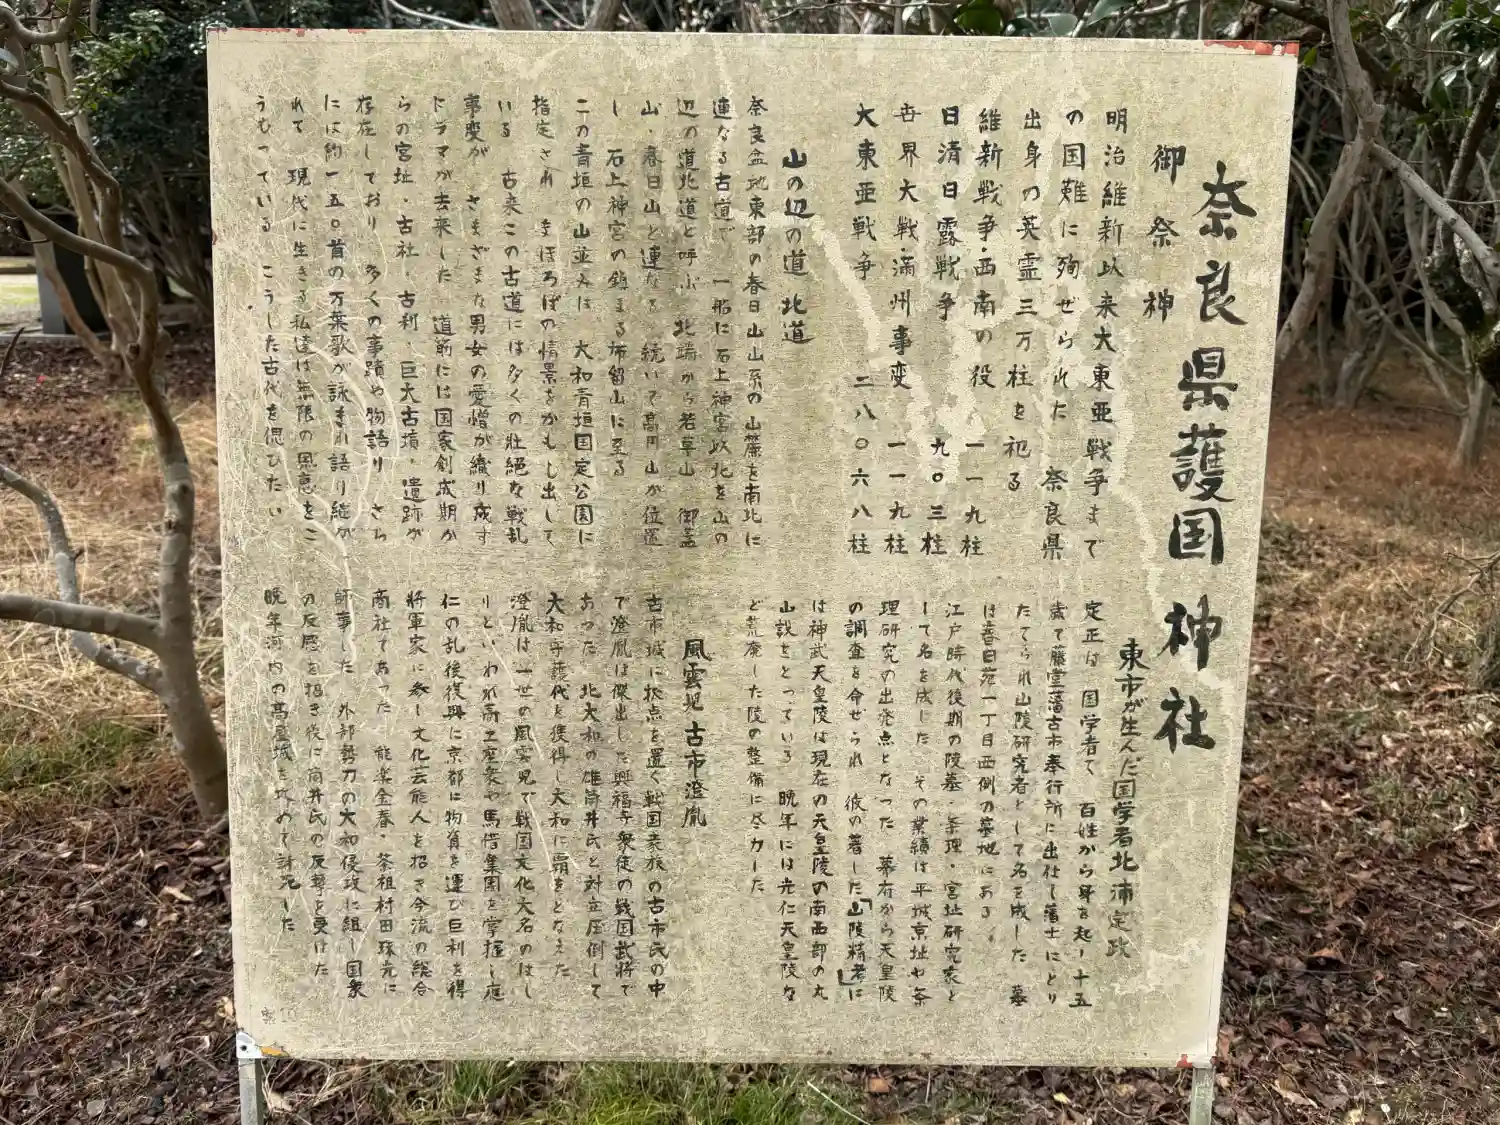 奈良県護国神社
御祭神
明治維新以来大東亜戦争まで
の国難に殉ぜられた 奈良県
出身の英霊三万柱を祀る
維新戦争・西南の役 一一九柱
日清日露戦争 九〇三柱
世界大戦・満州事変 一一九柱
大東亜戦争 二八〇六八柱
山の辺の道 北道
奈良盆地東部の春日山山系の山麓を南北に
連なる古道で 一般に石上神宮以北を山の
辺の道北道と呼ぶ 北端から若草山 御蓋
山・春日山と連なる 続いて高円山が位置
し 石上神宮の鎮まる布留山に至る
この青垣の山並みは 大和青垣国定公園に
指定され まほろばの情景をかもし出して
いる 古来この古道には多くの壮絶な戦乱
事変が さまざまな男女の愛憎が織り成す
ドラマが去来した 道筋には国家創成期か
らの宮址・古社・古刹・巨大古墳・遺跡が
存在しており 多くの事蹟や物語り さら
には約一五〇首の万葉歌が詠まれ語り継が
れて 現代に生きる私達は無限の恩恵をこ
うむっている こうした古代を偲びたい
東市が生んだ国学者北浦定政
定正は 国学者で 百姓から身を起し十五
歳で藤堂藩古市奉行所に出仕し藩士にとり
たてられ山陵研究者として名を成した 墓
は春日苑一丁目西側の墓地にある
江戸時代後期の陵墓・条理・宮址研究家と
して名を成した その業績は平城京址や条
理研究の出発点となった 幕府から天皇陵
の調査を命せられ 彼の著した「山陵精考」に
は神武天皇陵は現在の天皇陵の南西部の丸
山説をとっている 晩年には光仁天皇陵な
ど荒廃した陵の整備に尽力した
風雲児 古市澄胤
古市城に拠点を置く戦国豪族の古市氏の中
で澄胤は傑出した興福寺衆徒の戦国武将で
あった 北大和の雄筒井氏と対立圧倒して
大和守護代を獲得し大和に覇をとなえた
澄胤は一世の風雲児で戦国文化大名のはし
りといわれ商工座衆や馬借集団を掌握し応
仁の乱後復興に京都に物資を運び巨利を得
将軍家に参し文化芸能人を招き今流の総合
商社であった 能楽金春・茶祖村田珠光に
師事した 外部勢力の大和侵攻に組し国衆
の反感を招き後に筒井氏の反撃を受けた
晩年河内の高屋城を攻めて討死した